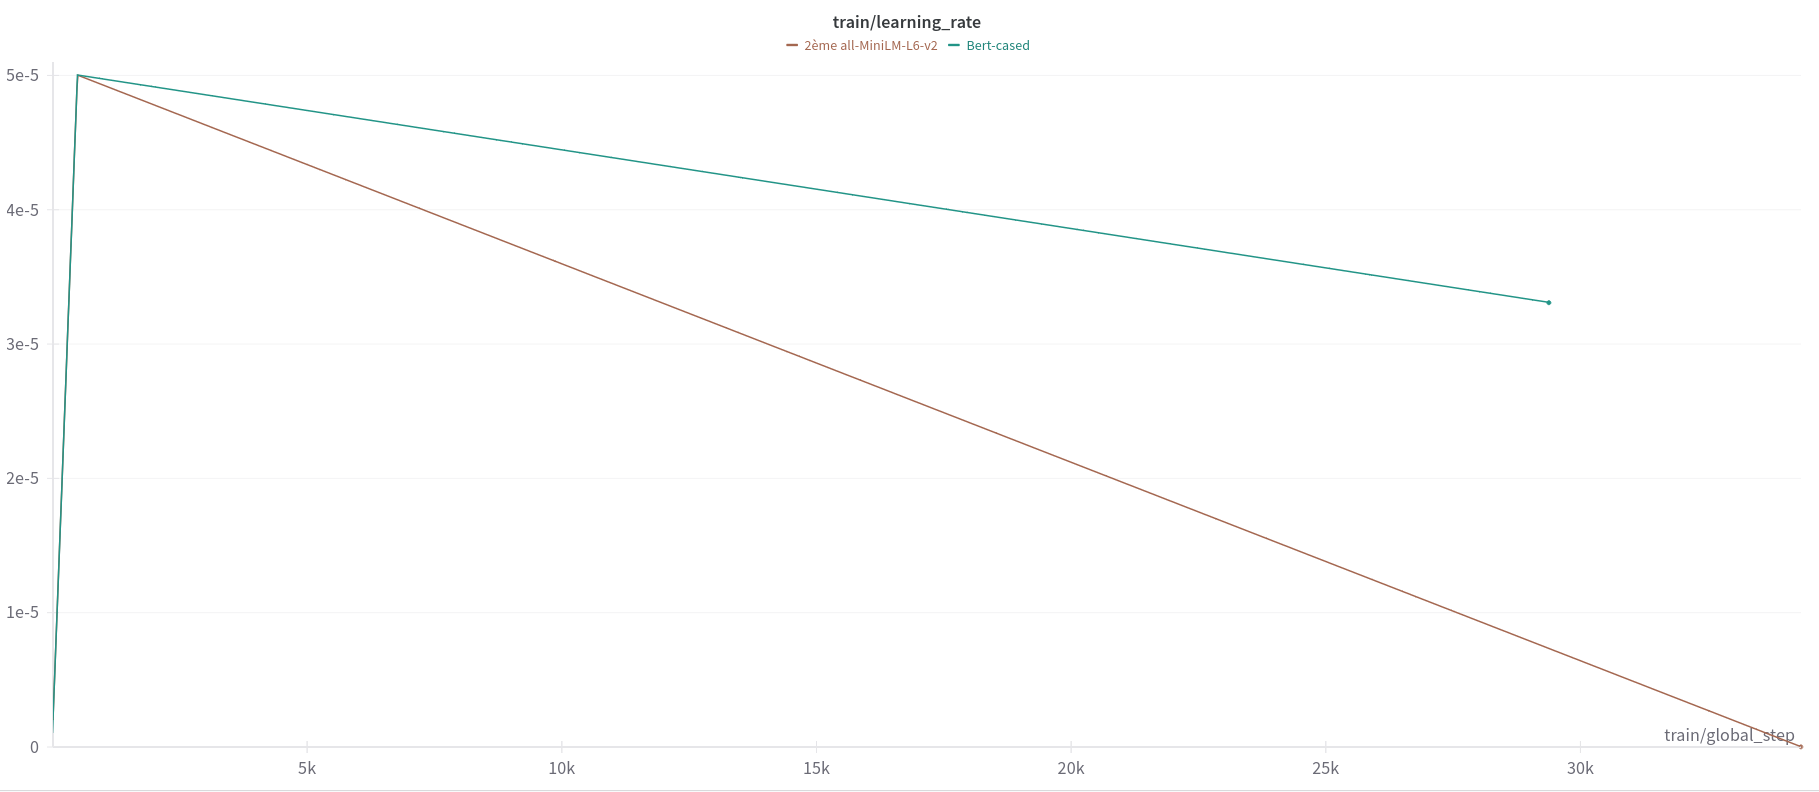 train/learning_rate
2ème all-MiniLM-L6-v2 Bert-cased
5e-5
4e-5
3e-5
2e-5
1e-5
0
train/global_step
5k 10k 15k 20k 25k 30k